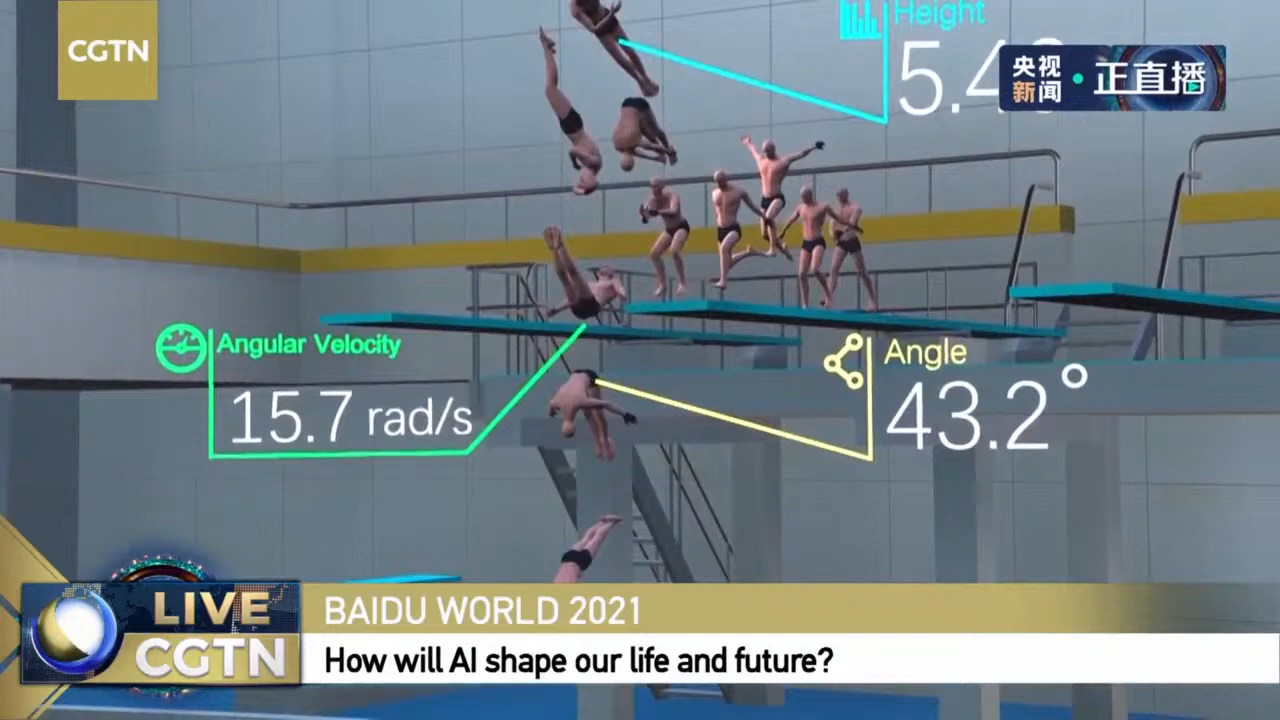 CGTN
Height
5.4
央视
新闻
正直播
Angular Velocity
15.7 rad/s
Angle
43.2°
LIVE
CGTN
BAIDU WORLD 2021
How will AI shape our life and future?